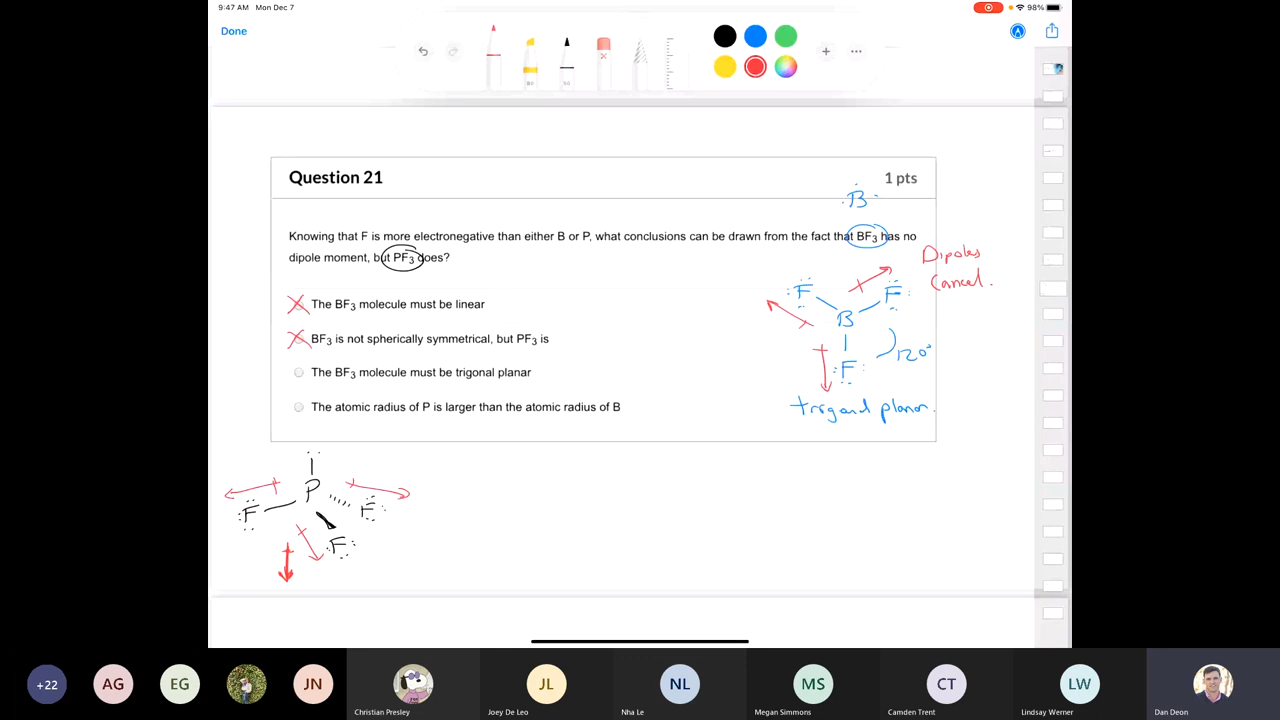 9:47 AM Mon Dec 7
98%
Done
Question 21
1 pts
B
Knowing that F is more electronegative than either B or P, what conclusions can be drawn from the fact that BF3 has no
dipole moment, but PF3 does?
Dipoles
Cancel.
The BF3 molecule must be linear
BF3 is not spherically symmetrical, but PF3 is
The BF3 molecule must be trigonal planar
The atomic radius of P is larger than the atomic radius of B
F
F
B
F
120°
trigonal planar.
P
F
F
F
+22
AG
EG
JN
JL
NL
MS
CT
LW
Christian Presley
Joey De Leo
Nha Le
Megan Simmons
Camden Trent
Lindsay Werner
Dan Deon